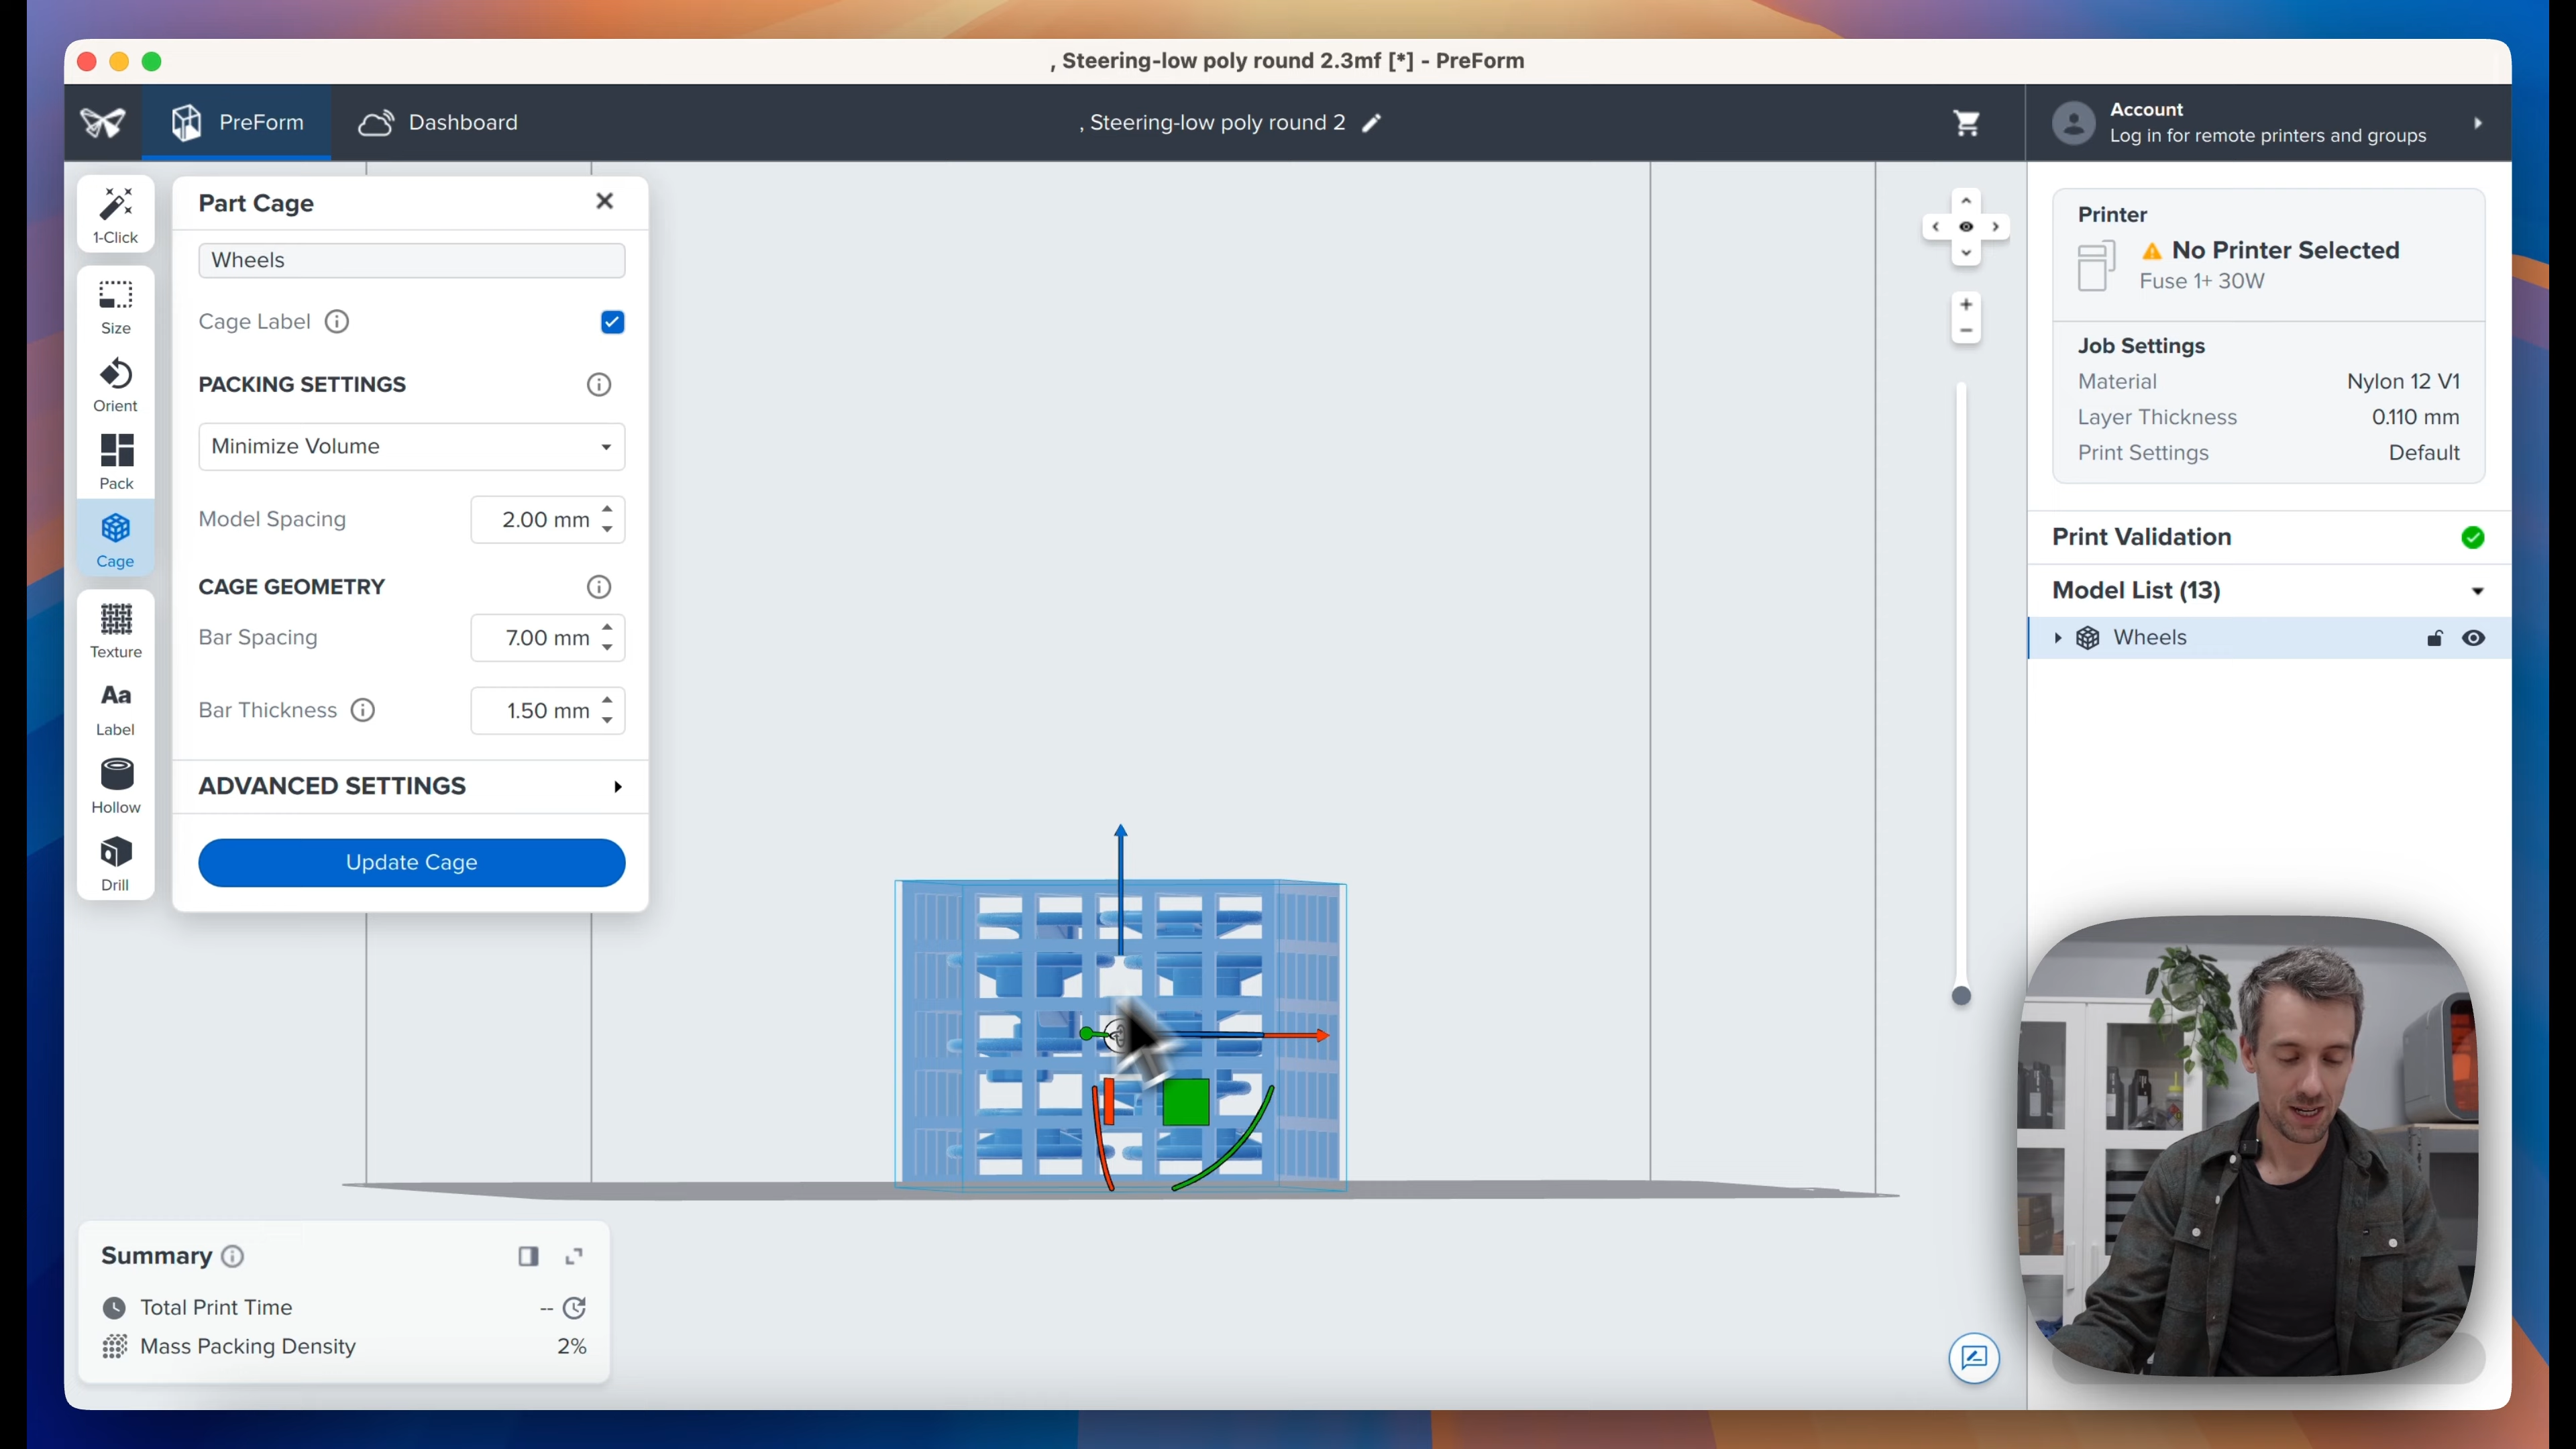 , Steering-low poly round 2.3mf [*] - PreForm
PreForm
Dashboard
, Steering-low poly round 2
Account
Log in for remote printers and groups
1-Click
Size
Orient
Pack
Cage
Texture
Aa
Label
Hollow
Drill
Part Cage
Wheels
Cage Label
PACKING SETTINGS
Minimize Volume
Model Spacing 2.00 mm
CAGE GEOMETRY
Bar Spacing 7.00 mm
Bar Thickness 1.50 mm
ADVANCED SETTINGS
Update Cage
Summary
Total Print Time --
Mass Packing Density 2%
Printer
No Printer Selected
Fuse 1+ 30W
Job Settings
Material Nylon 12 V1
Layer Thickness 0.110 mm
Print Settings Default
Print Validation
Model List (13)
Wheels